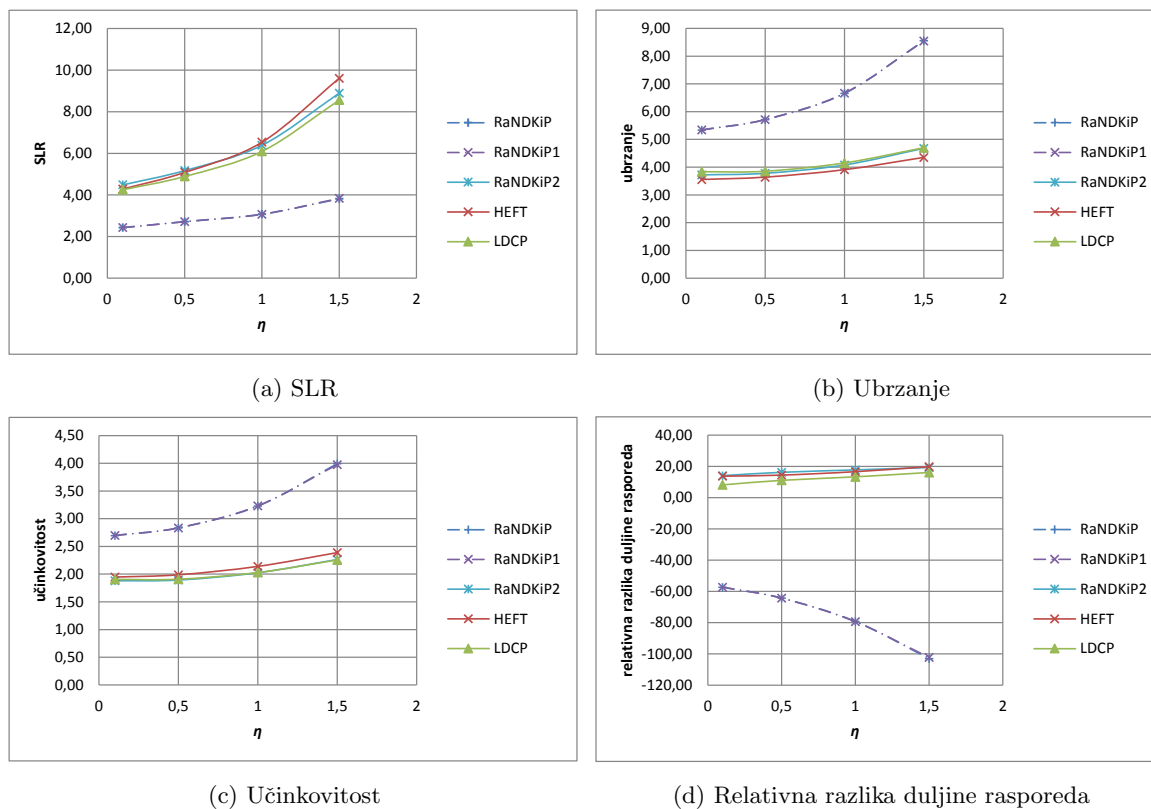 12,00
10,00
8,00
6,00
4,00
2,00
0,00
SLR
0
0,5
1
1,5
2
η
RaNDKiP
RaNDKiP1
RaNDKiP2
HEFT
LDCP
(a) SLR
9,00
8,00
7,00
6,00
5,00
4,00
3,00
2,00
1,00
0,00
ubrzanje
0
0,5
1
1,5
2
η
RaNDKiP
RaNDKiP1
RaNDKiP2
HEFT
LDCP
(b) Ubrzanje
4,50
4,00
3,50
3,00
2,50
2,00
1,50
1,00
0,50
0,00
učinkovitost
0
0,5
1
1,5
2
η
RaNDKiP
RaNDKiP1
RaNDKiP2
HEFT
LDCP
(c) Učinkovitost
40,00
20,00
0,00
-20,00
-40,00
-60,00
-80,00
-100,00
-120,00
relativna razlika duljine rasporeda
0
0,5
1
1,5
2
η
RaNDKiP
RaNDKiP1
RaNDKiP2
HEFT
LDCP
(d) Relativna razlika duljine rasporeda